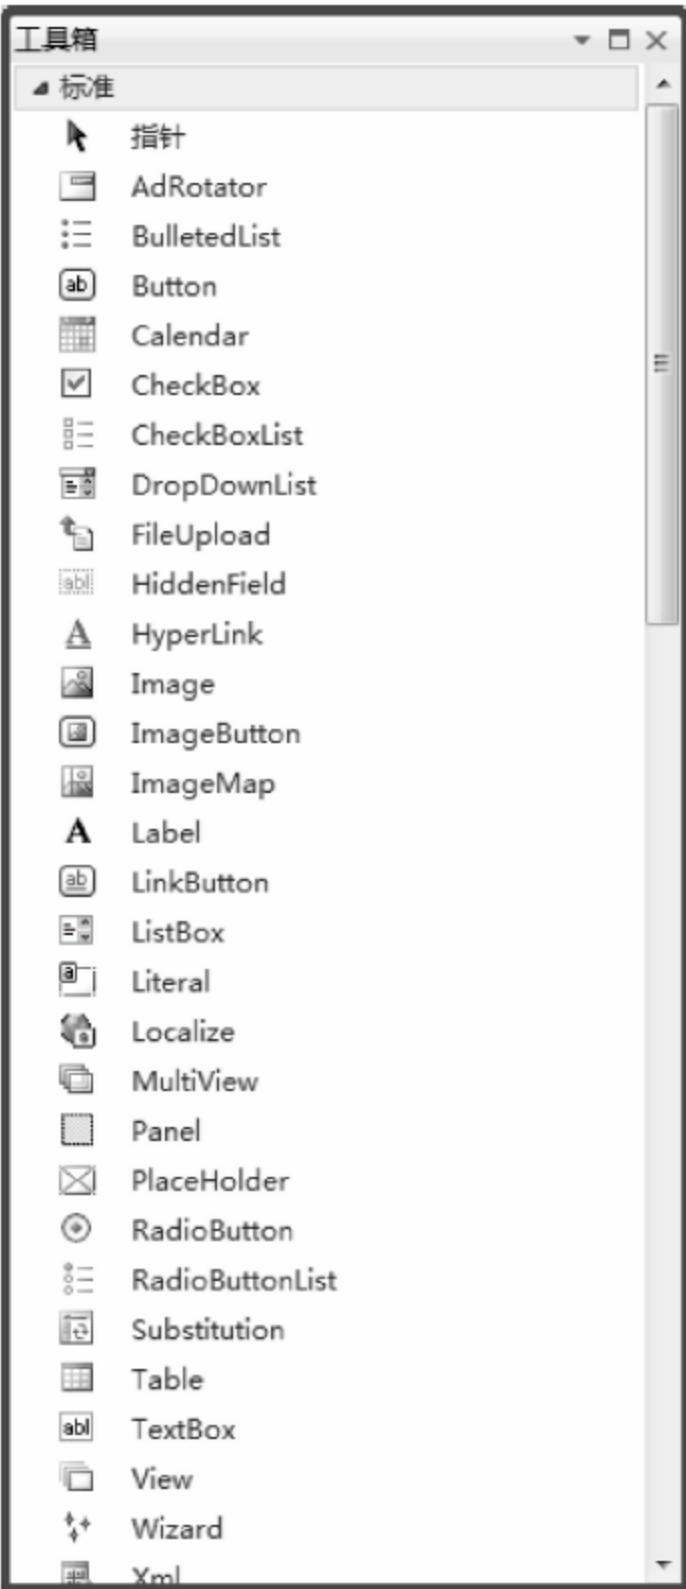 工具箱
标准
指针
AdRotator
BulletedList
Button
Calendar
CheckBox
CheckBoxList
DropDownList
FileUpload
HiddenField
HyperLink
Image
ImageButton
ImageMap
Label
LinkButton
ListBox
Literal
Localize
MultiView
Panel
PlaceHolder
RadioButton
RadioButtonList
Substitution
Table
TextBox
View
Wizard
Xml